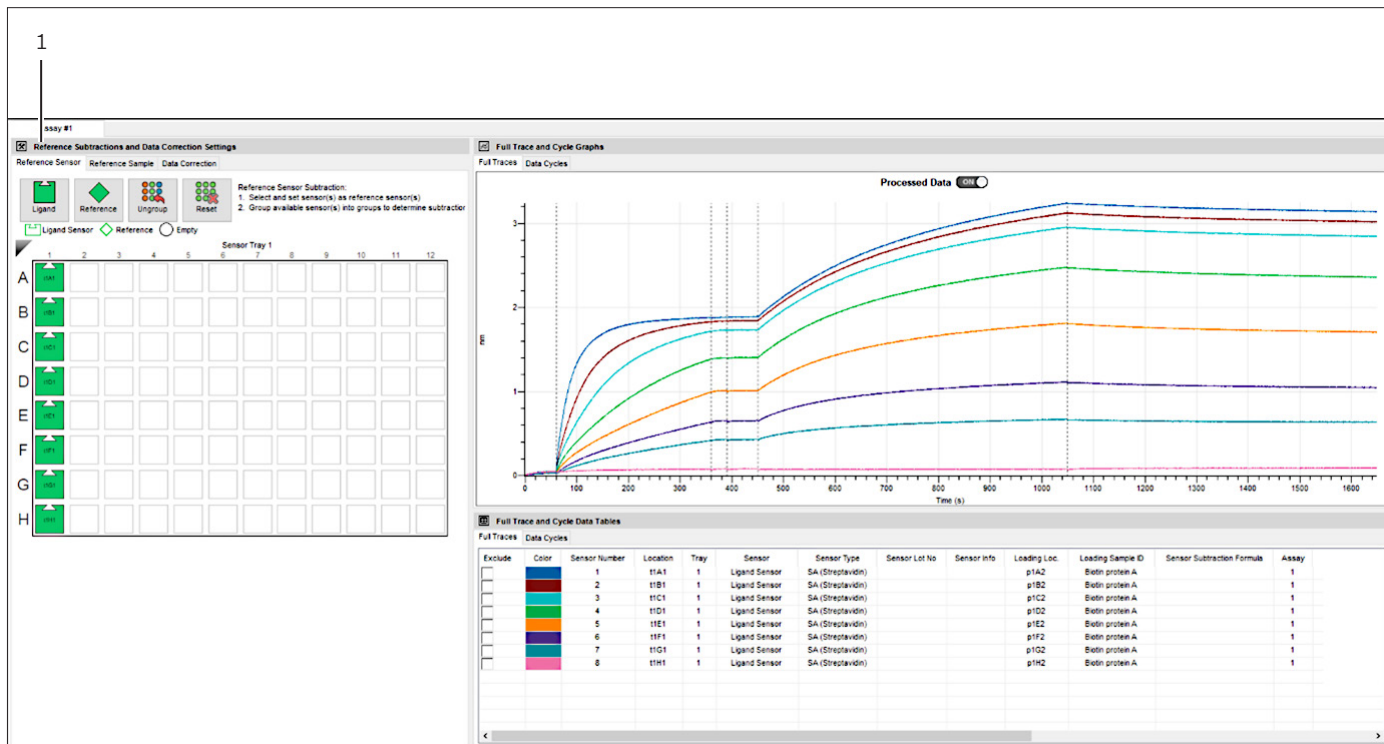 1
ssay #1
Reference Subtractions and Data Correction Settings
Reference Sensor Reference Sample Data Correction
Ligand Reference Ungroup Reset
Reference Sensor Subtraction:
1. Select and set sensor(s) as reference sensor(s)
2. Group available sensor(s) into groups to determine subtraction
Ligand Sensor Reference Empty
Sensor Tray 1
1 2 3 4 5 6 7 8 9 10 11 12
A t1A1
B t1B1
C t1C1
D t1D1
E t1E1
F t1F1
G t1G1
H t1H1
Full Trace and Cycle Graphs
Full Traces Data Cycles
Processed Data ON
3
2
1
0
nm
0 100 200 300 400 500 600 700 800 900 1000 1100 1200 1300 1400 1500 1600
Time (s)
Full Trace and Cycle Data Tables
Full Traces Data Cycles
Exclude Color Sensor Number Location Tray Sensor Sensor Type Sensor Lot No Sensor Info Loading Loc. Loading Sample ID Sensor Subtraction Formula Assay
1 t1A1 1 Ligand Sensor SA (Streptavidin) p1A2 Biotin protein A 1
2 t1B1 1 Ligand Sensor SA (Streptavidin) p1B2 Biotin protein A 1
3 t1C1 1 Ligand Sensor SA (Streptavidin) p1C2 Biotin protein A 1
4 t1D1 1 Ligand Sensor SA (Streptavidin) p1D2 Biotin protein A 1
5 t1E1 1 Ligand Sensor SA (Streptavidin) p1E2 Biotin protein A 1
6 t1F1 1 Ligand Sensor SA (Streptavidin) p1F2 Biotin protein A 1
7 t1G1 1 Ligand Sensor SA (Streptavidin) p1G2 Biotin protein A 1
8 t1H1 1 Ligand Sensor SA (Streptavidin) p1H2 Biotin protein A 1